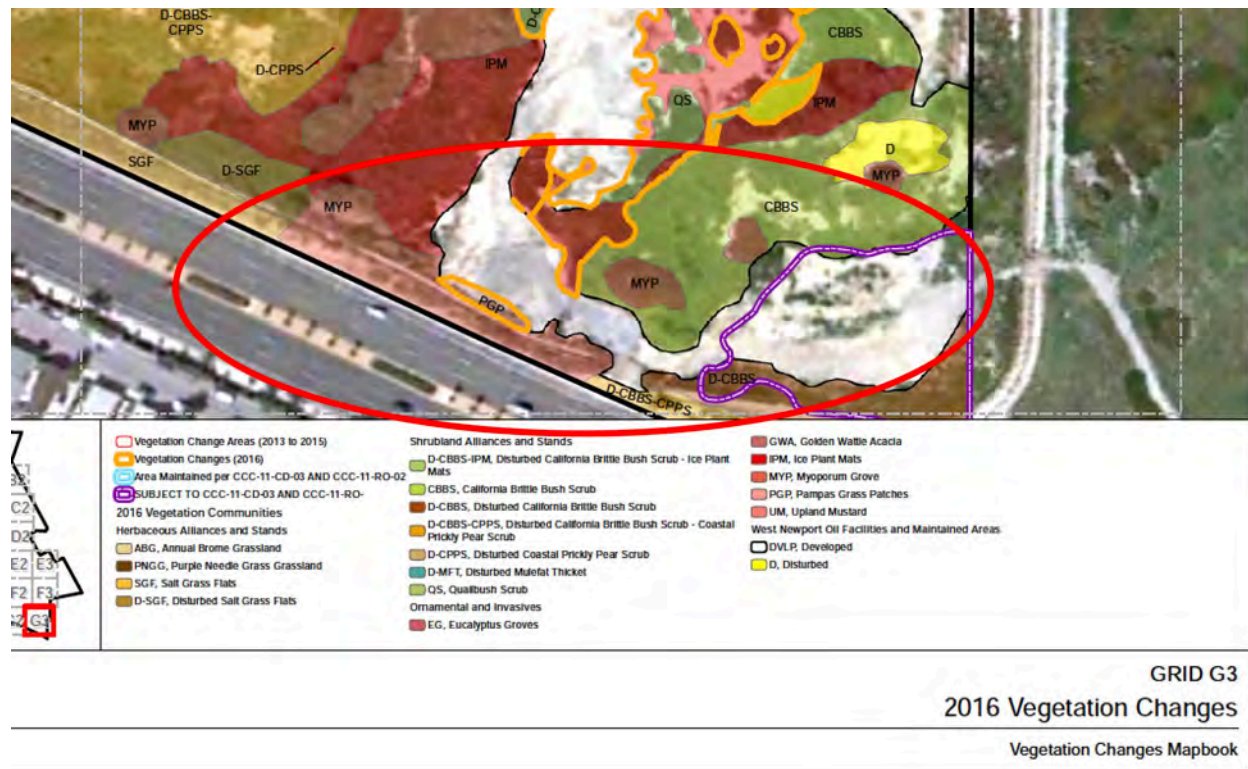 D-CBBS-
CPPS
CBBS
D-CPPS
IPM
QS
IPM
MYP
D
SGF
D-SGF
MYP
MYP
CBBS
MYP
PGP
D-CBBS
D-CBBS-CPPS
Vegetation Change Areas (2013 to 2015)
Vegetation Changes (2016)
Area Maintained per CCC-11-CD-03 AND CCC-11-RO-02
SUBJECT TO CCC-11-CD-03 AND CCC-11-RO-
2016 Vegetation Communities
Herbaceous Alliances and Stands
ABG, Annual Brome Grassland
PNGG, Purple Needle Grass Grassland
SGF, Salt Grass Flats
D-SGF, Disturbed Salt Grass Flats
Shrubland Alliances and Stands
D-CBBS-IPM, Disturbed California Brittle Bush Scrub - Ice Plant
Mats
CBBS, California Brittle Bush Scrub
D-CBBS, Disturbed California Brittle Bush Scrub
D-CBBS-CPPS, Disturbed California Brittle Bush Scrub - Coastal
Prickly Pear Scrub
D-CPPS, Disturbed Coastal Prickly Pear Scrub
D-MFT, Disturbed Mulefat Thicket
QS, Quailbush Scrub
Ornamental and Invasives
EG, Eucalyptus Groves
GWA, Golden Wattle Acacia
IPM, Ice Plant Mats
MYP, Myoporum Grove
PGP, Pampas Grass Patches
UM, Upland Mustard
West Newport Oil Facilities and Maintained Areas
DVLP, Developed
D, Disturbed
C2
D2
E2 E3
F2 F3
G3
GRID G3
2016 Vegetation Changes
Vegetation Changes Mapbook